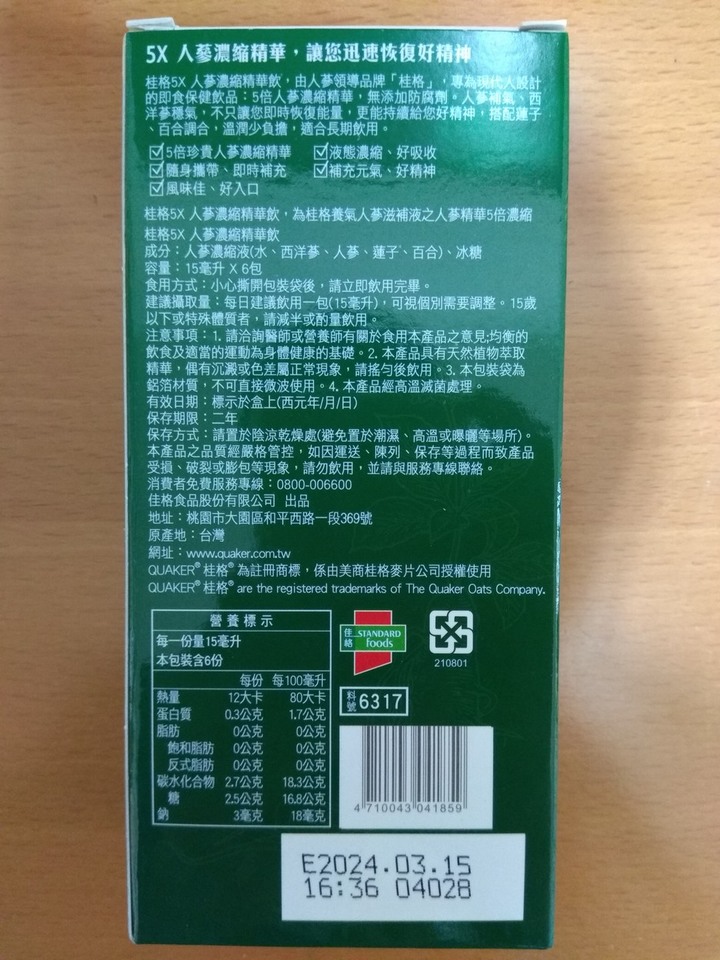 5X 人蔘濃縮精華，讓您迅速恢復好精神
桂格5X 人蔘濃縮精華飲，由人蔘領導品牌「桂格」，專為現代人設計
的即食保健飲品：5倍人蔘濃縮精華，無添加防腐劑。人蔘補氣、西
洋蔘穩氣，不只讓您即時恢復能量，更能持續給您好精神，搭配蓮子
、百合調合，溫潤少負擔，適合長期飲用。
☑5倍珍貴人蔘濃縮精華 ☑液態濃縮、好吸收
☑隨身攜帶、即時補充 ☑補充元氣、好精神
☑風味佳、好入口
桂格5X 人蔘濃縮精華飲，為桂格養氣人蔘滋補液之人蔘精華5倍濃縮
桂格5X 人蔘濃縮精華飲
成分：人蔘濃縮液(水、西洋蔘、人蔘、蓮子、百合)、冰糖
容量：15毫升 X 6包
食用方式：小心撕開包裝袋後，請立即飲用完畢。
建議攝取量：每日建議飲用一包(15毫升)，可視個別需要調整。15歲
以下或特殊體質者，請減半或酌量飲用。
注意事項：1. 請洽詢醫師或營養師有關於食用本產品之意見;均衡的
飲食及適當的運動為身體健康的基礎。2. 本產品具有天然植物萃取
精華，偶有沉澱或色差屬正常現象，請搖勻後飲用。3. 本包裝袋為
鋁箔材質，不可直接微波使用。4. 本產品經高溫滅菌處理。
有效日期：標示於盒上(西元年/月/日)
保存期限：二年
保存方式：請置於陰涼乾燥處(避免置於潮濕、高溫或曝曬等場所)。
本產品之品質經嚴格管控，如因運送、陳列、保存等過程而致產品
受損、破裂或膨包等現象，請勿飲用，並請與服務專線聯絡。
消費者免費服務專線：0800-006600
佳格食品股份有限公司 出品
地址：桃園市大園區和平西路一段369號
原產地：台灣
網址：www.quaker.com.tw
QUAKER® 桂格® 為註冊商標，係由美商桂格麥片公司授權使用
QUAKER® 桂格® are the registered trademarks of The Quaker Oats Company.
營養標示
每一份量15毫升
本包裝含6份
每份 每100毫升
熱量 12大卡 80大卡
蛋白質 0.3公克 1.7公克
脂肪 0公克 0公克
飽和脂肪 0公克 0公克
反式脂肪 0公克 0公克
碳水化合物 2.7公克 18.3公克
糖 2.5公克 16.8公克
鈉 3毫克 18毫克
佳格 STANDARD foods
210801
料號 6317
4 710043 041859
E2024.03.15
16:36 04028